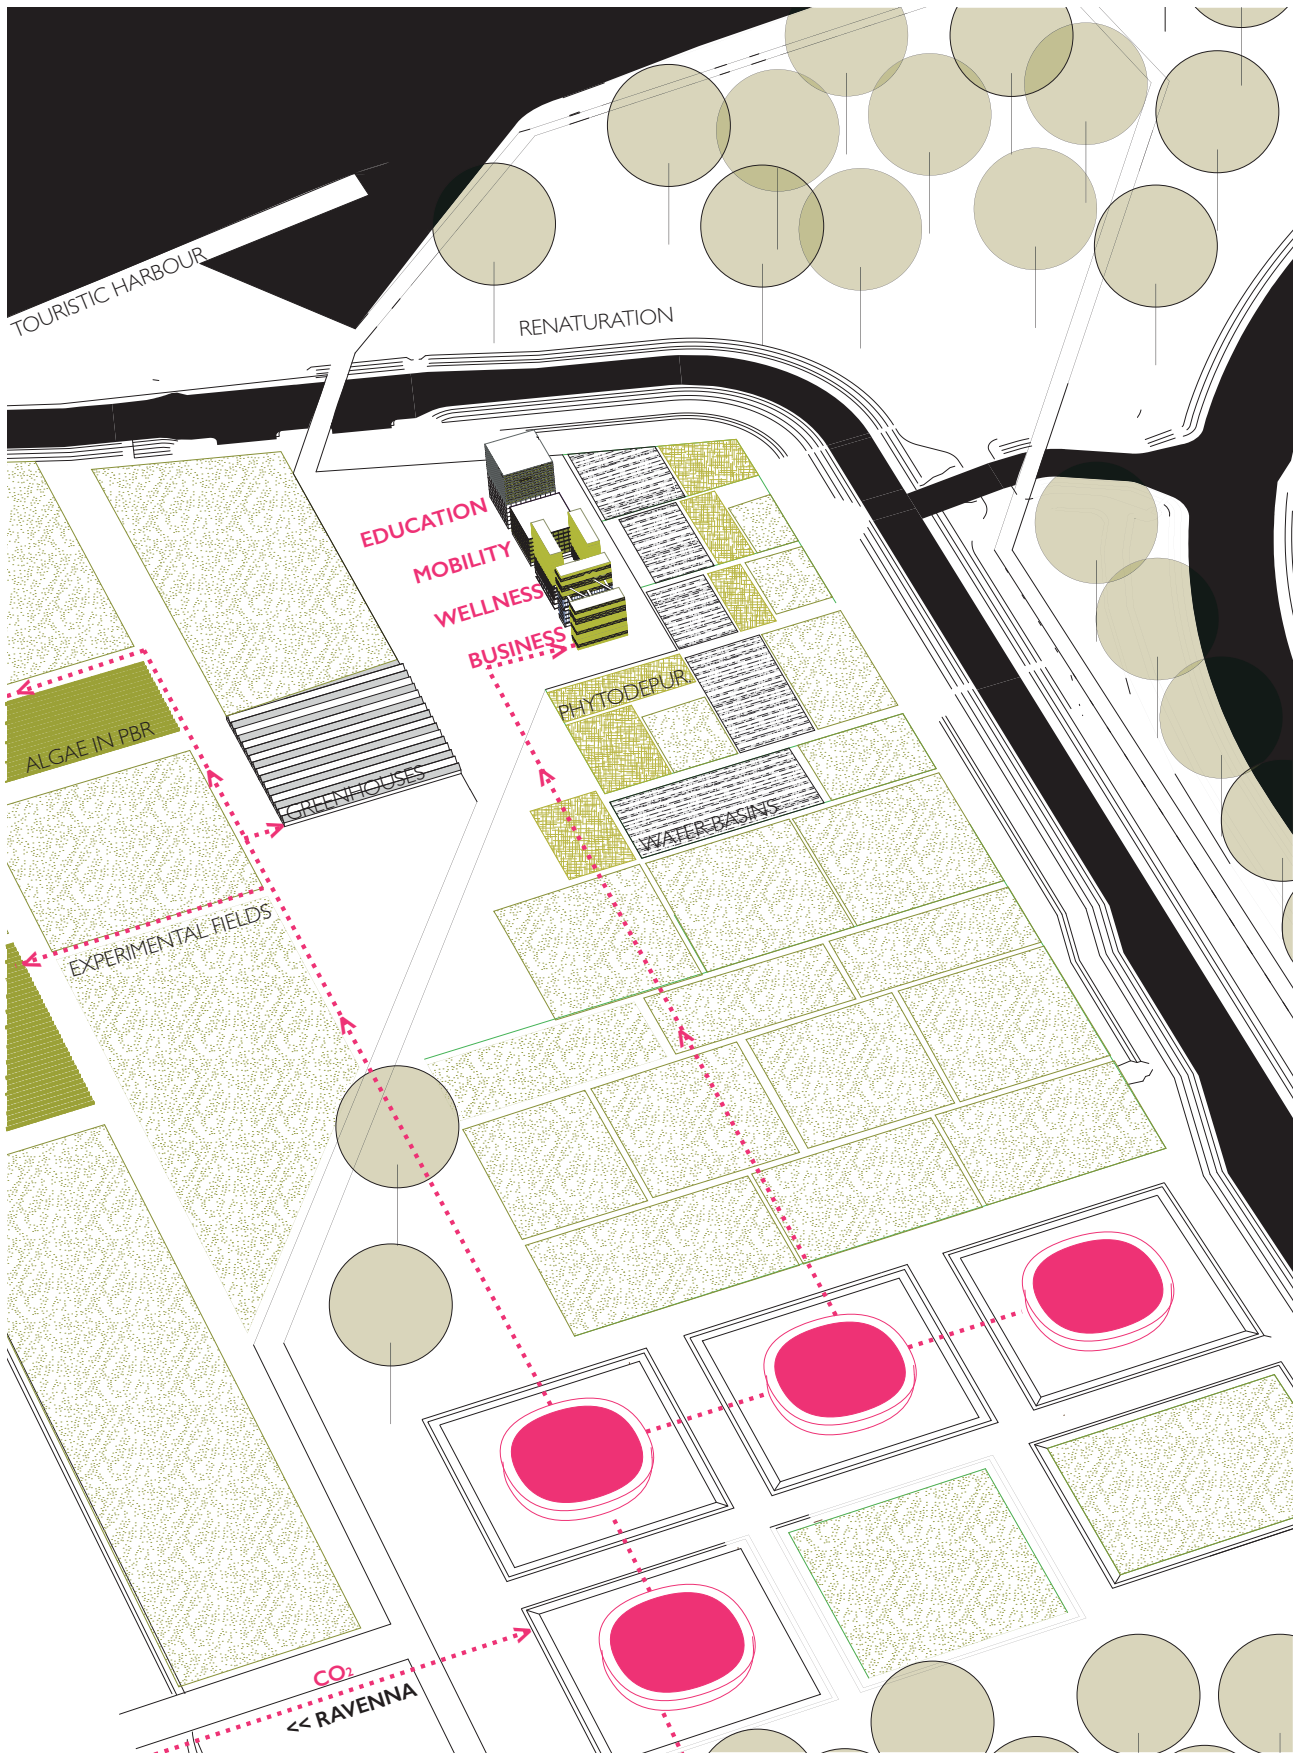 TOURISTIC HARBOUR
RENATURATION
EDUCATION
MOBILITY
WELLNESS
BUSINESS
PHYTODEPUR.
ALGAE IN PBR
GREENHOUSES
WATER BASINS
EXPERIMENTAL FIELDS
CO₂
<< RAVENNA